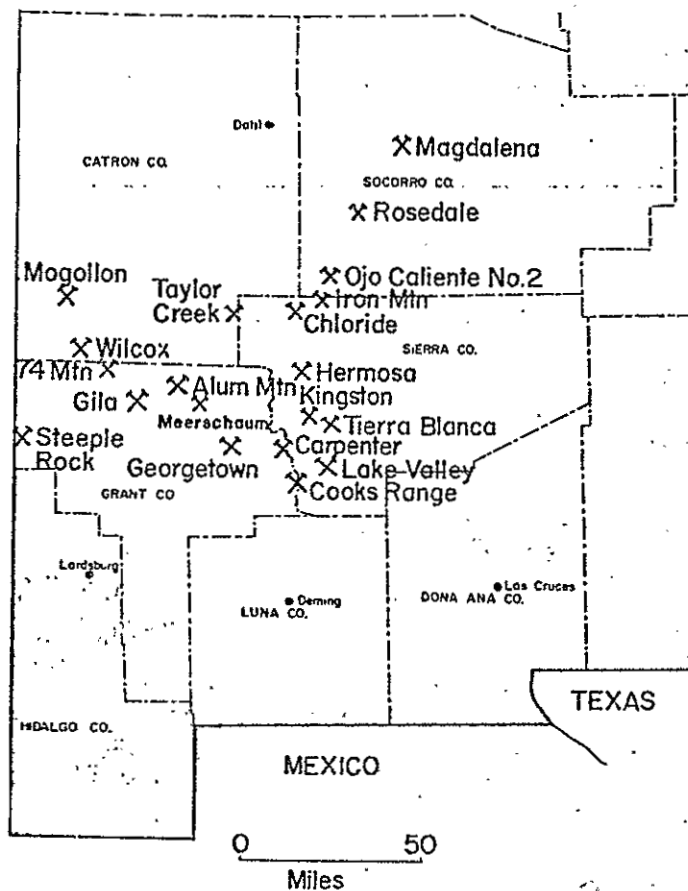 Dahl
Magdalena
CATRON CO.
SOCORRO CO.
Rosedale
Mogollon
Taylor
Creek
Ojo Caliente No.2
Iron Mtn
Chloride
SIERRA CO.
Wilcox
74 Mtn
Hermosa
Alum Mtn
Kingston
Gila
Meerschaum
Tierra Blanca
Steeple
Rock
Carpenter
Georgetown
Lake Valley
GRANT CO
Cooks Range
Lordsburg
Las Cruces
Deming
DONA ANA CO.
LUNA CO.
TEXAS
HIDALGO CO.
MEXICO
0 50
Miles